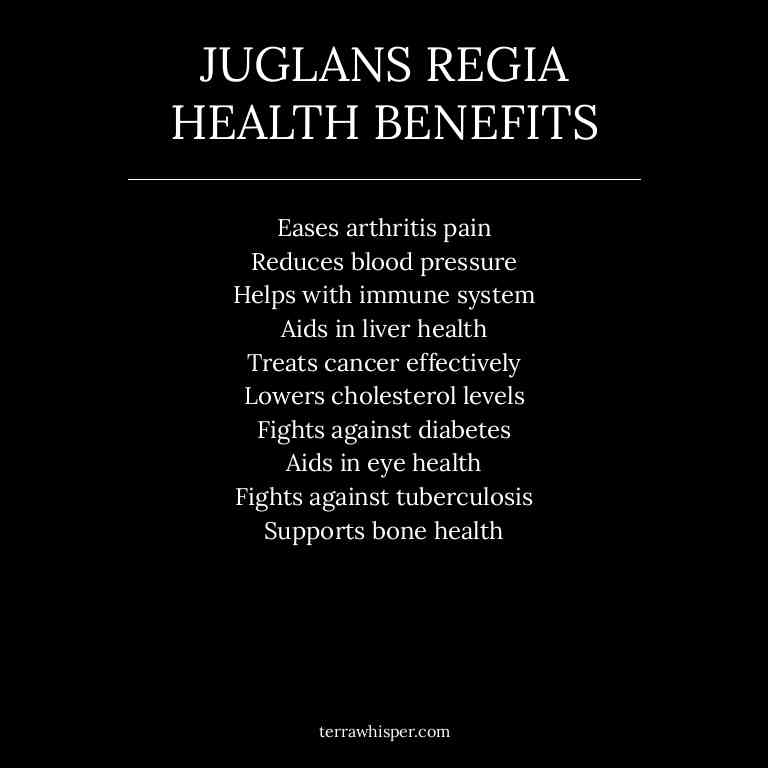 JUGLANS REGIA
HEALTH BENEFITS
Eases arthritis pain
Reduces blood pressure
Helps with immune system
Aids in liver health
Treats cancer effectively
Lowers cholesterol levels
Fights against diabetes
Aids in eye health
Fights against tuberculosis
Supports bone health
terrawhisper.com